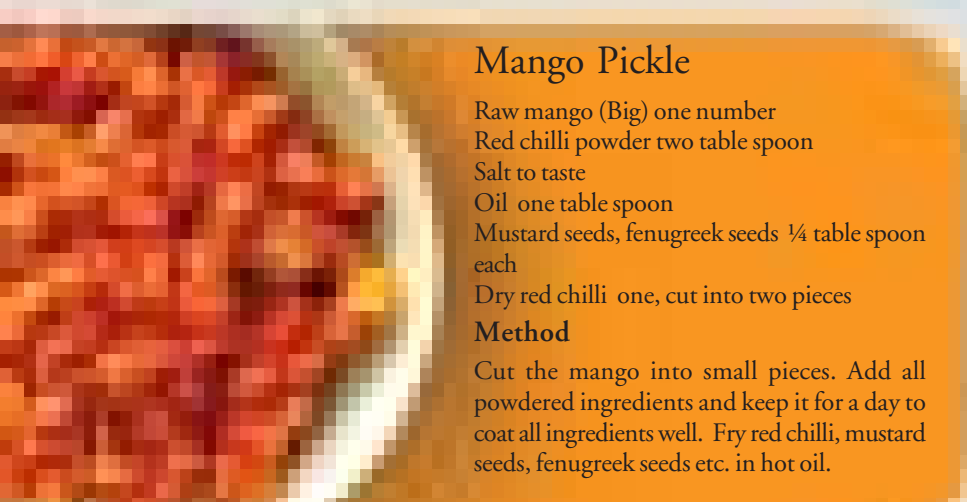 Mango Pickle
Raw mango (Big) one number
Red chilli powder two table spoon
Salt to taste
Oil one table spoon
Mustard seeds, fenugreek seeds ¼ table spoon
each
Dry red chilli one, cut into two pieces
Method
Cut the mango into small pieces. Add all
powdered ingredients and keep it for a day to
coat all ingredients well. Fry red chilli, mustard
seeds, fenugreek seeds etc. in hot oil.